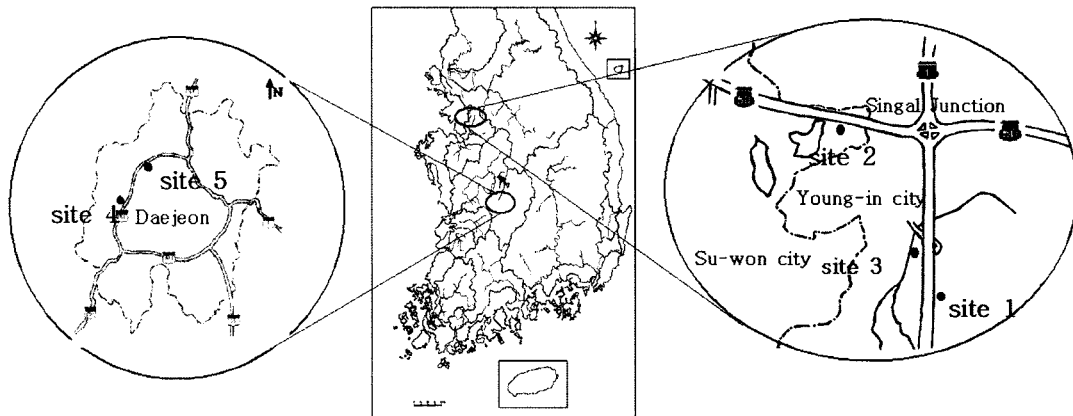 N
site 5
site 4
Daejeon
Singal Junction
site 2
Young-in city
Su-won city
site 3
site 1